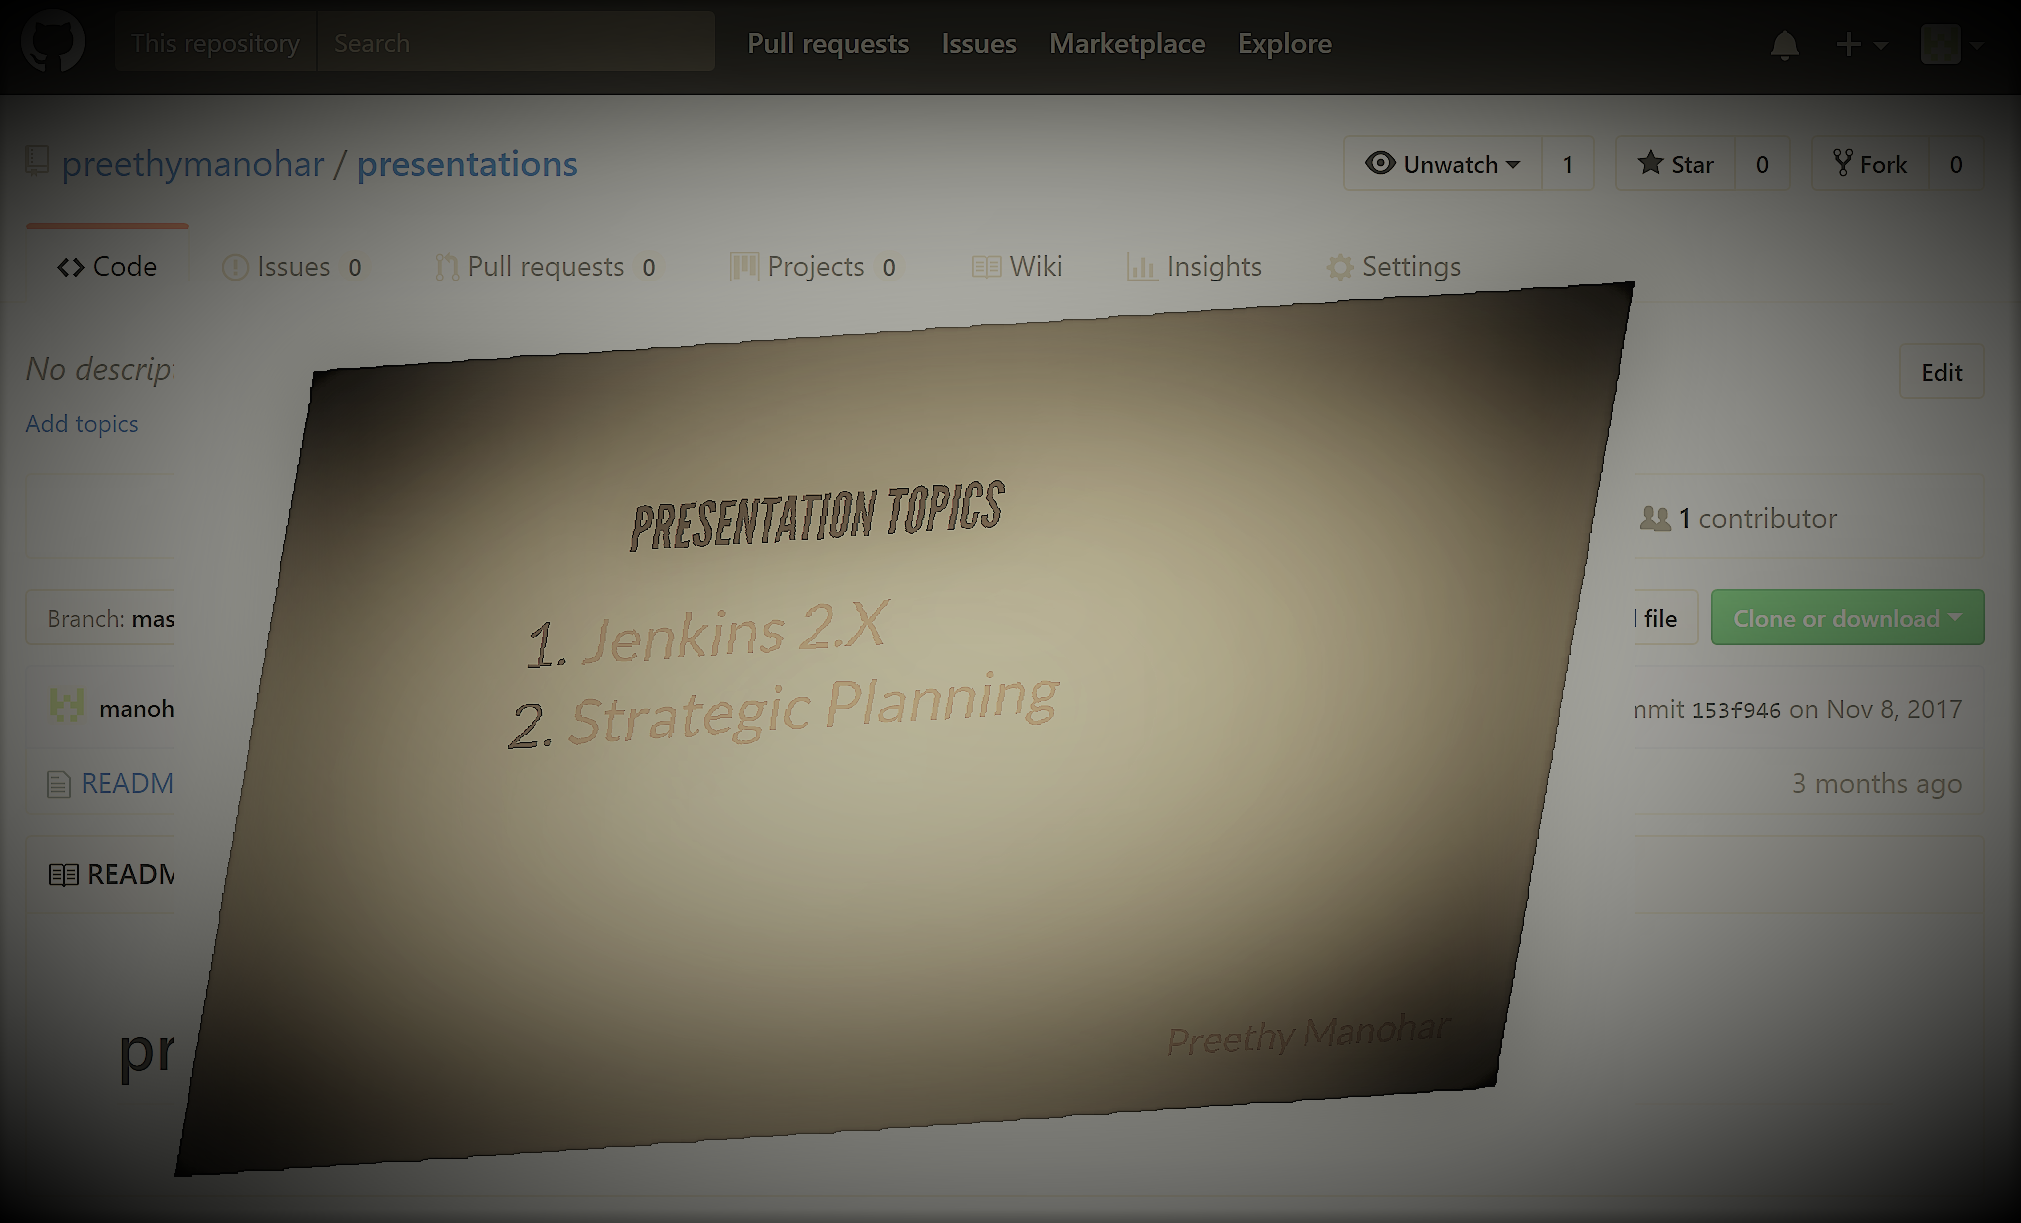 This repository Search Pull requests Issues Marketplace Explore
preethymanohar / presentations Unwatch 1 Star 0 Fork 0
Code Issues 0 Pull requests 0 Projects 0 Wiki Insights Settings
No descrip
Edit
Add topics
PRESENTATION TOPICS
1 contributor
1. Jenkins 2.X
2. Strategic Planning
Branch: mas
file Clone or download
manoh
mmit 153f946 on Nov 8, 2017
READM
3 months ago
READM
Preethy Manohar
pr